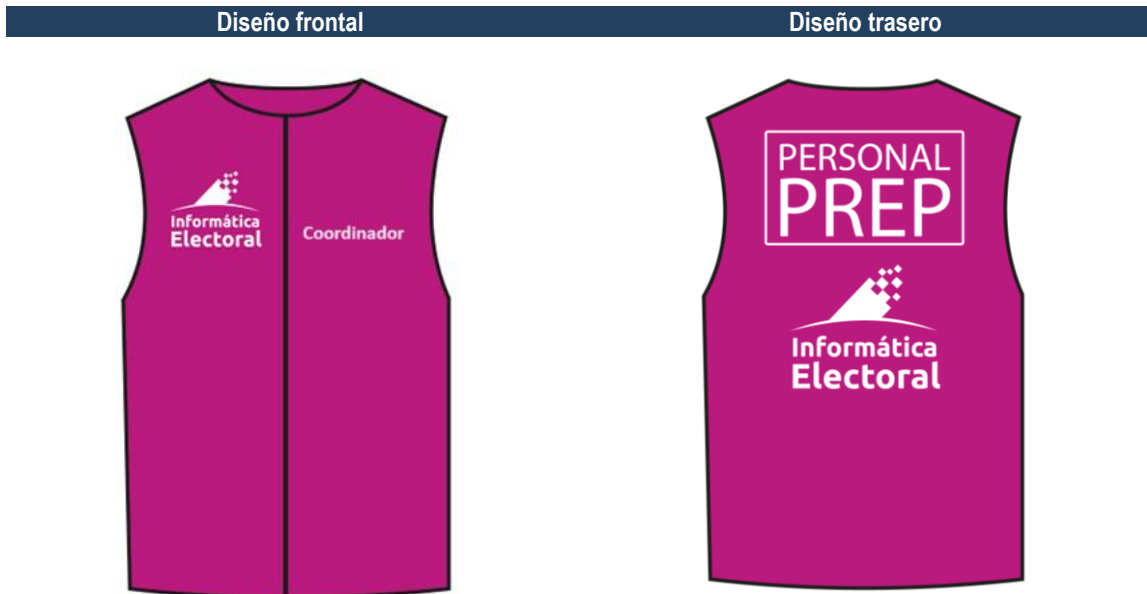 Diseño frontal
Diseño trasero
Informática
Electoral
Coordinador
PERSONAL
PREP
Informática
Electoral